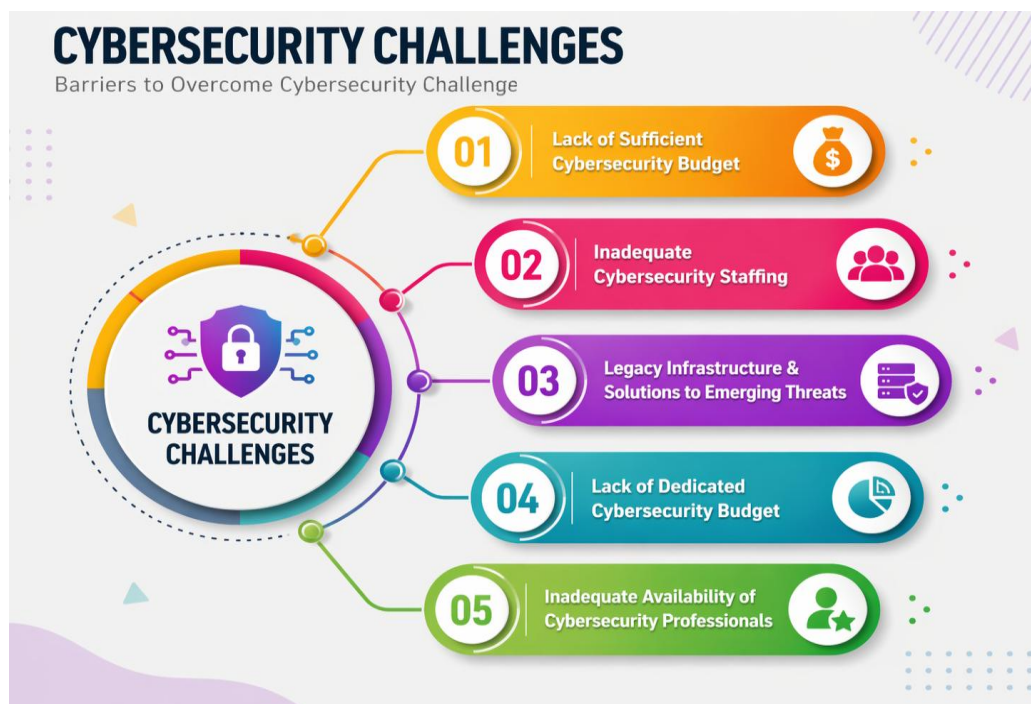 CYBERSECURITY CHALLENGES
Barriers to Overcome Cybersecurity Challenge
01
Lack of Sufficient
Cybersecurity Budget
$
02
Inadequate
Cybersecurity Staffing
03
Legacy Infrastructure &
Solutions to Emerging Threats
CYBERSECURITY
CHALLENGES
04
Lack of Dedicated
Cybersecurity Budget
05
Inadequate Availability of
Cybersecurity Professionals